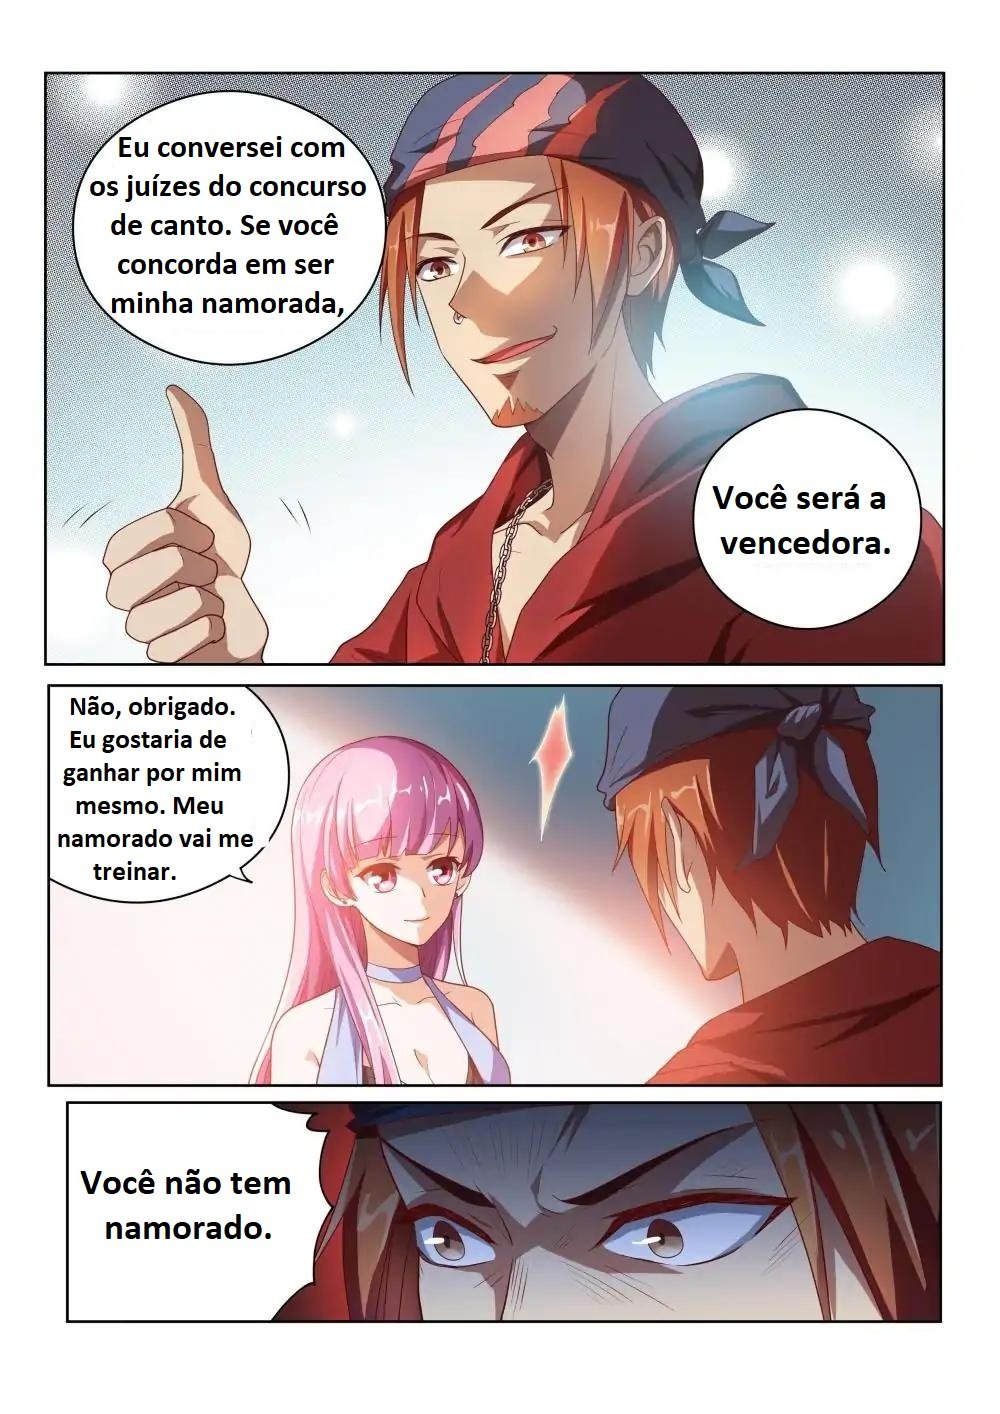 Eu conversei com
os juízes do concurso
de canto. Se você
concorda em ser
minha namorada,
Você será a
vencedora.
Não, obrigado.
Eu gostaria de
ganhar por mim
mesmo. Meu
namorado vai me
treinar.
Você não tem
namorado.